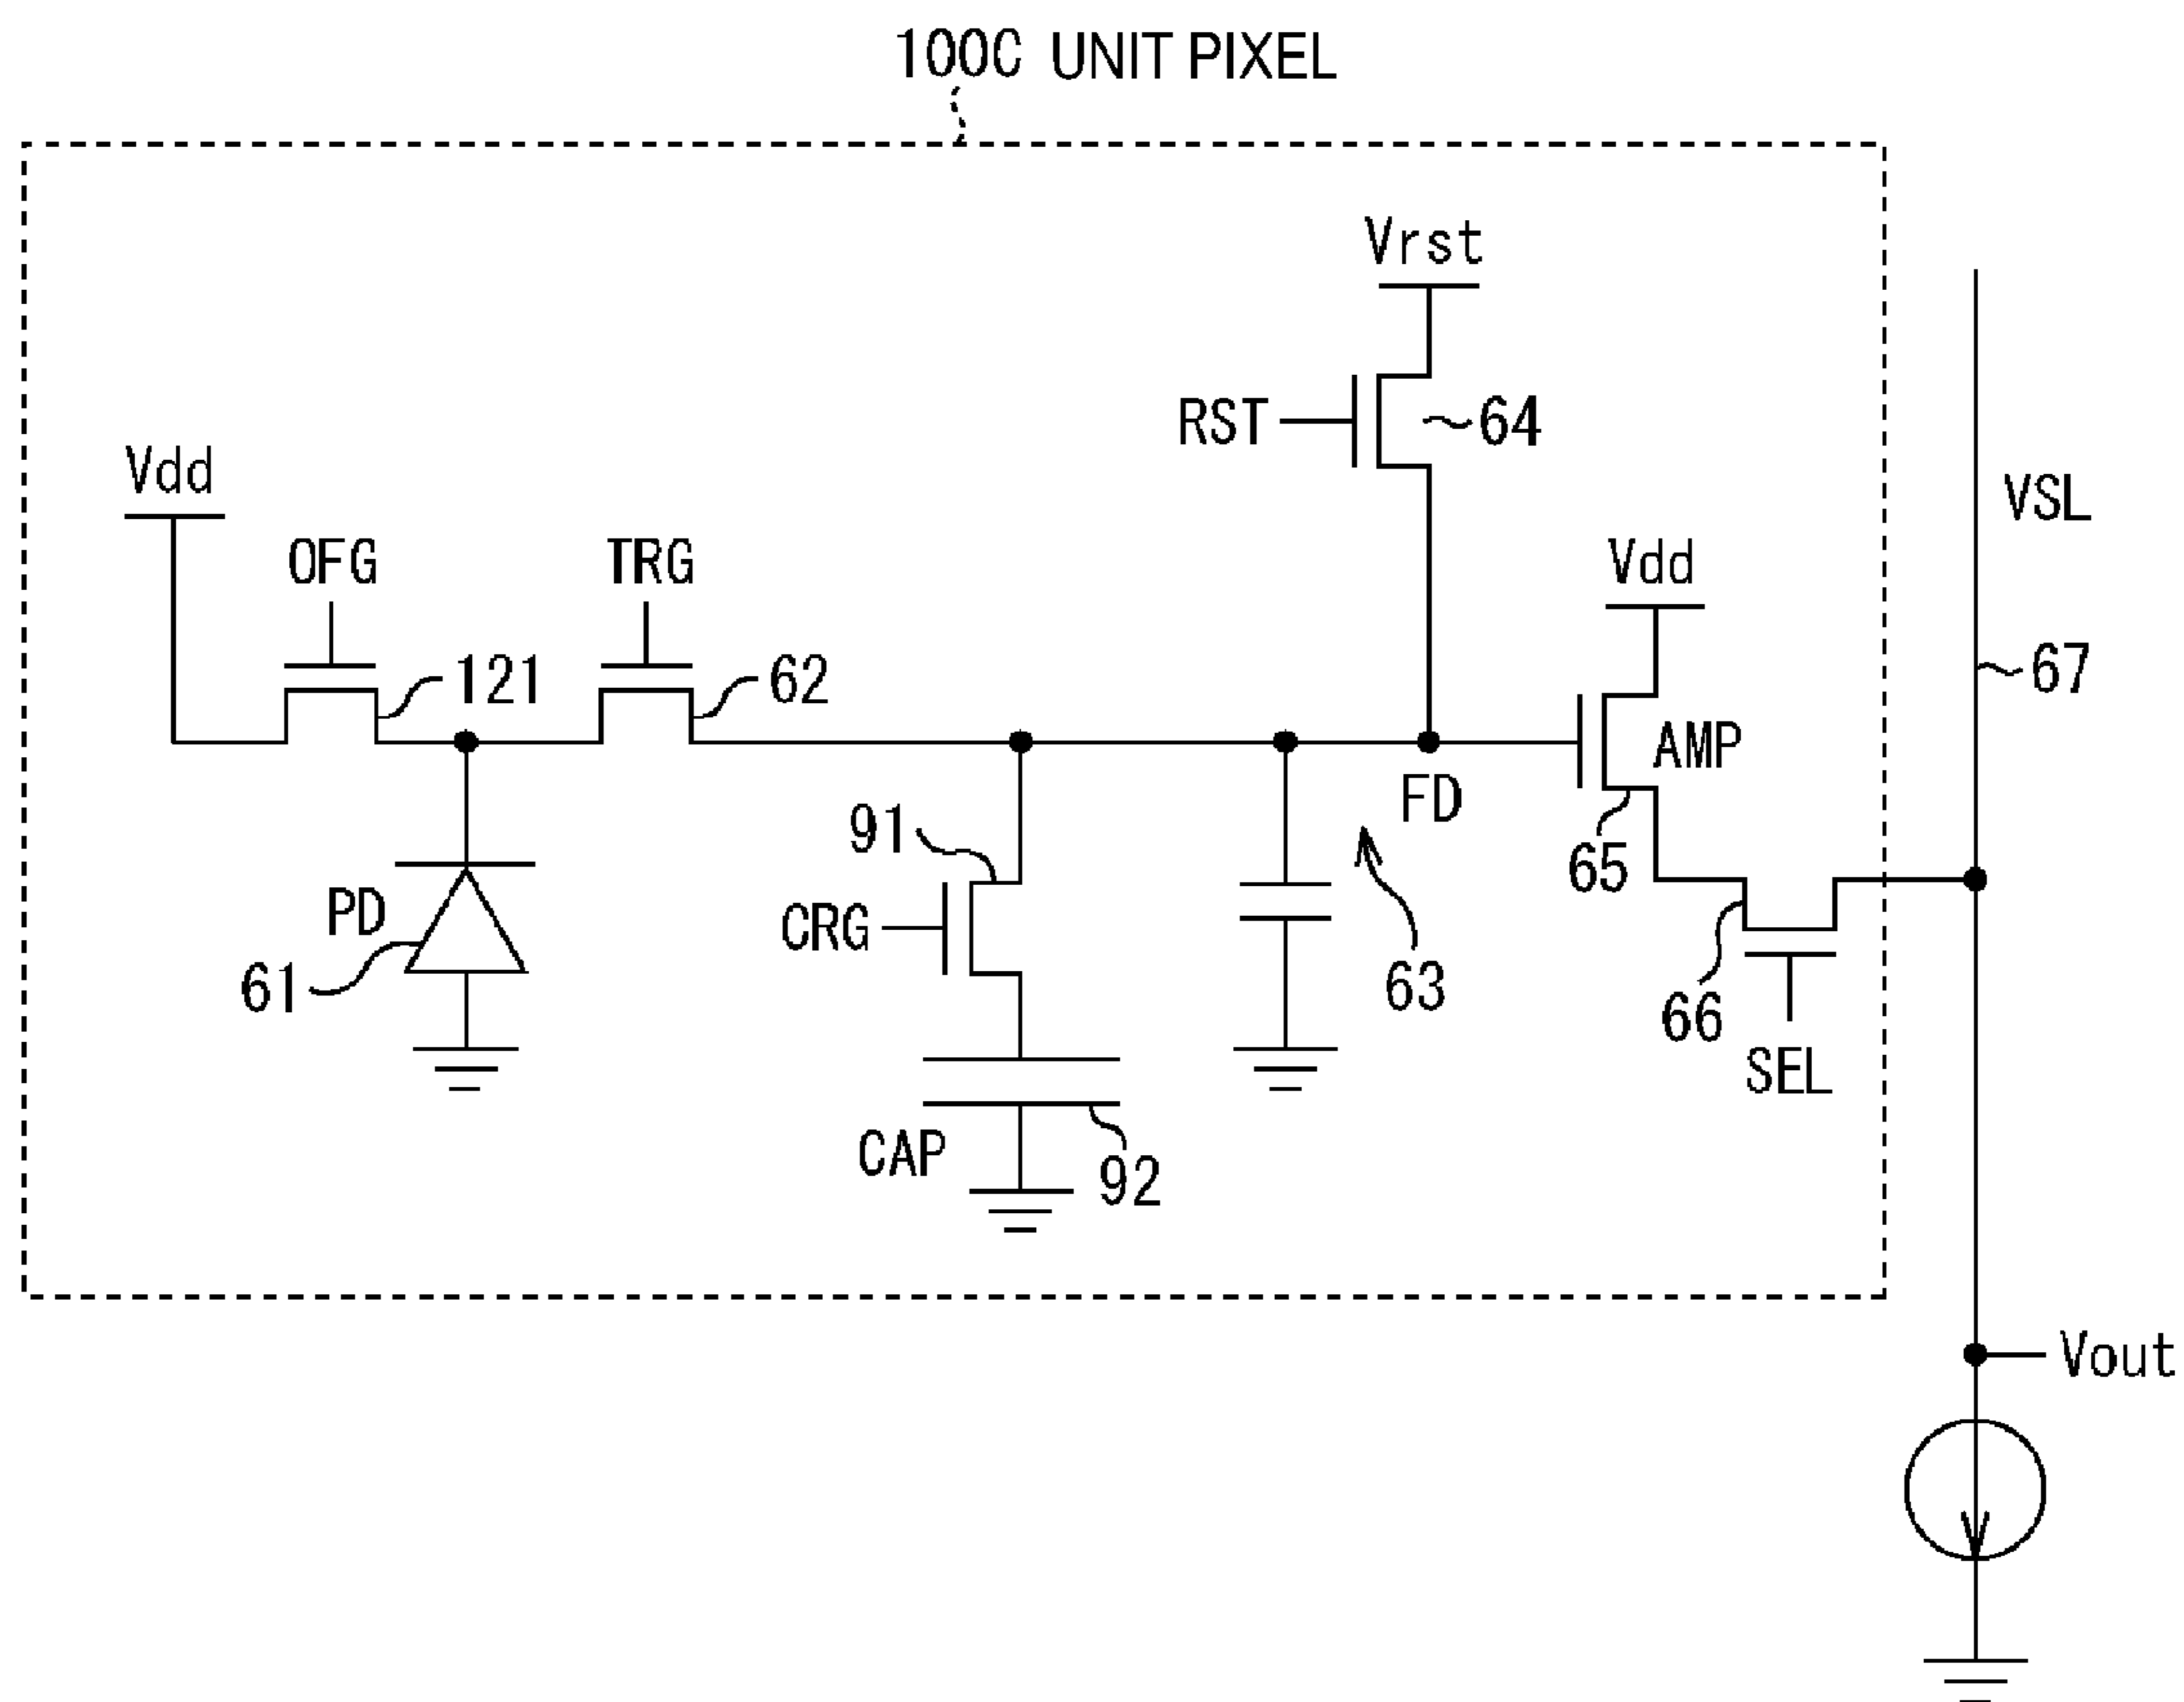 100C UNIT PIXEL
Vrst
RST
64
Vdd
VSL
OFG
TRG
Vdd
121
62
67
AMP
FD
91
65
PD
CRG
61
63
66
SEL
CAP
92
Vout